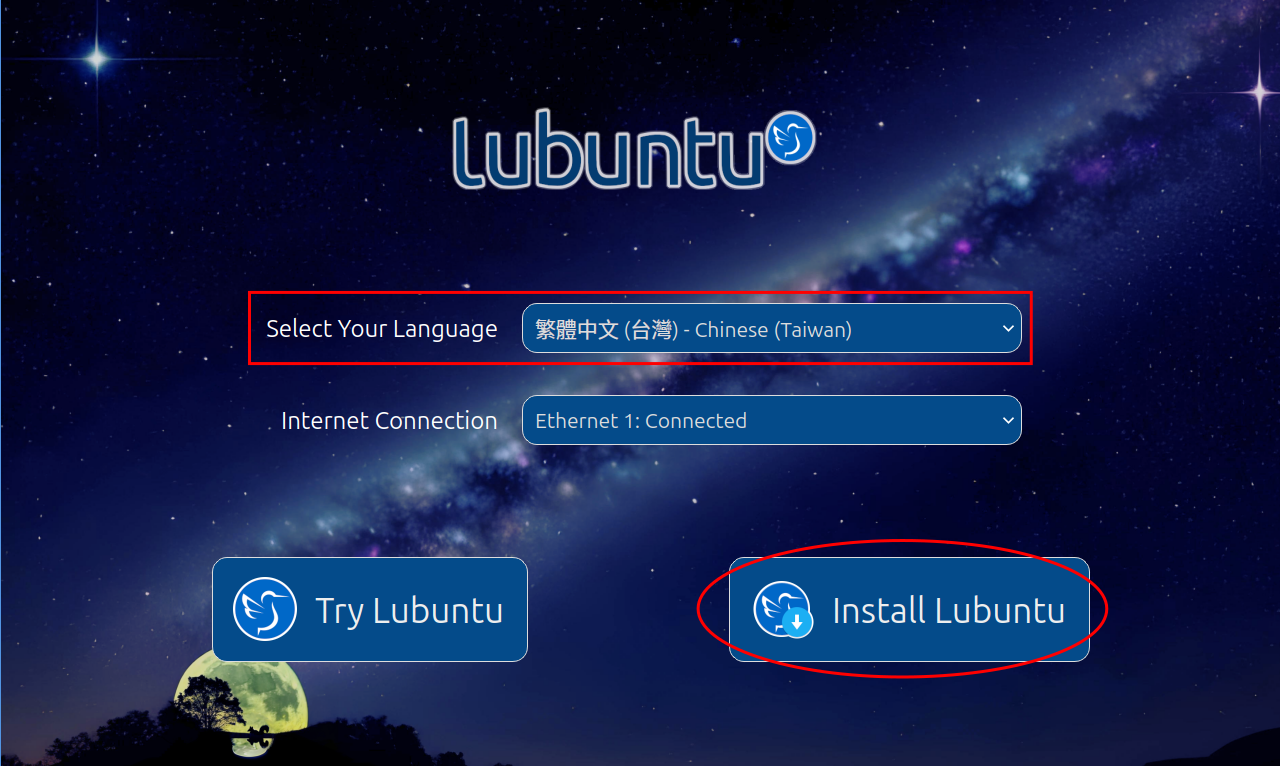 lubuntu
Select Your Language 繁體中文 (台灣) - Chinese (Taiwan)
Internet Connection Ethernet 1: Connected
Try Lubuntu Install Lubuntu